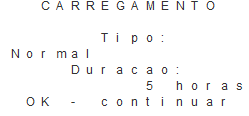 CARREGAMENTO
Tipo:
Normal
Duracao:
5 horas
OK - continuar